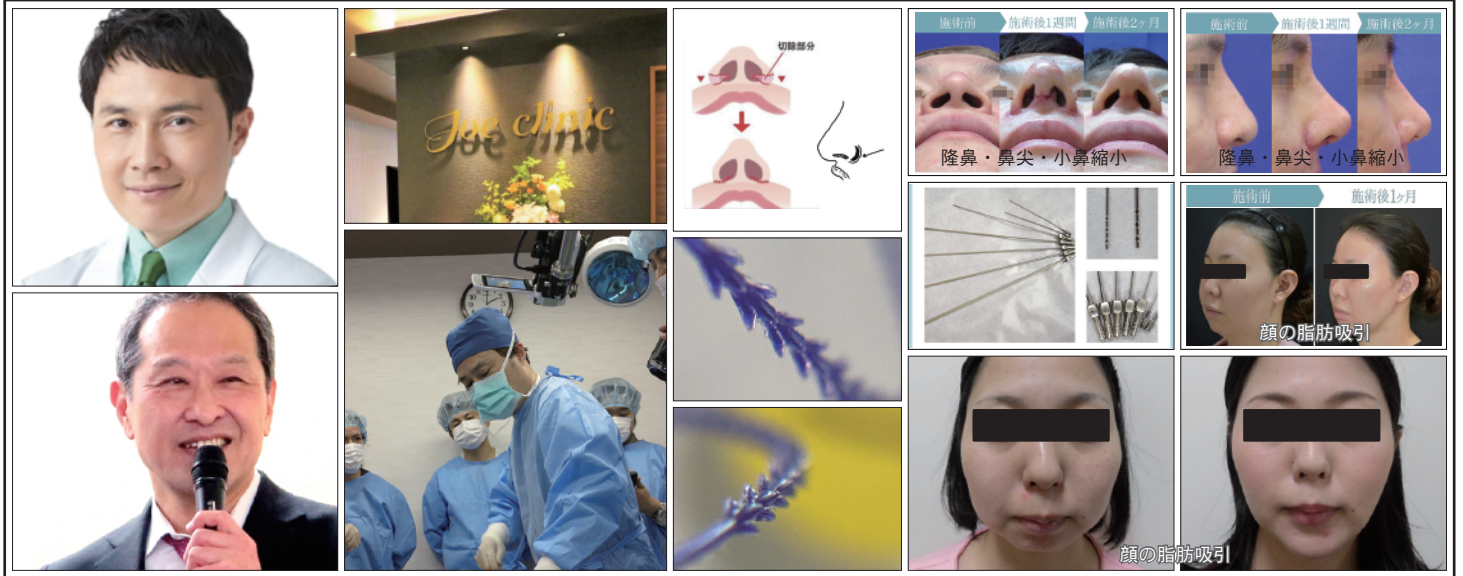 Joe clinic
切除部分
施術前
施術後1週間
施術後2ヶ月
隆鼻・鼻尖・小鼻縮小
施術前
施術後1週間
施術後2ヶ月
隆鼻・鼻尖・小鼻縮小
施術前
施術後1ヶ月
顔の脂肪吸引
顔の脂肪吸引